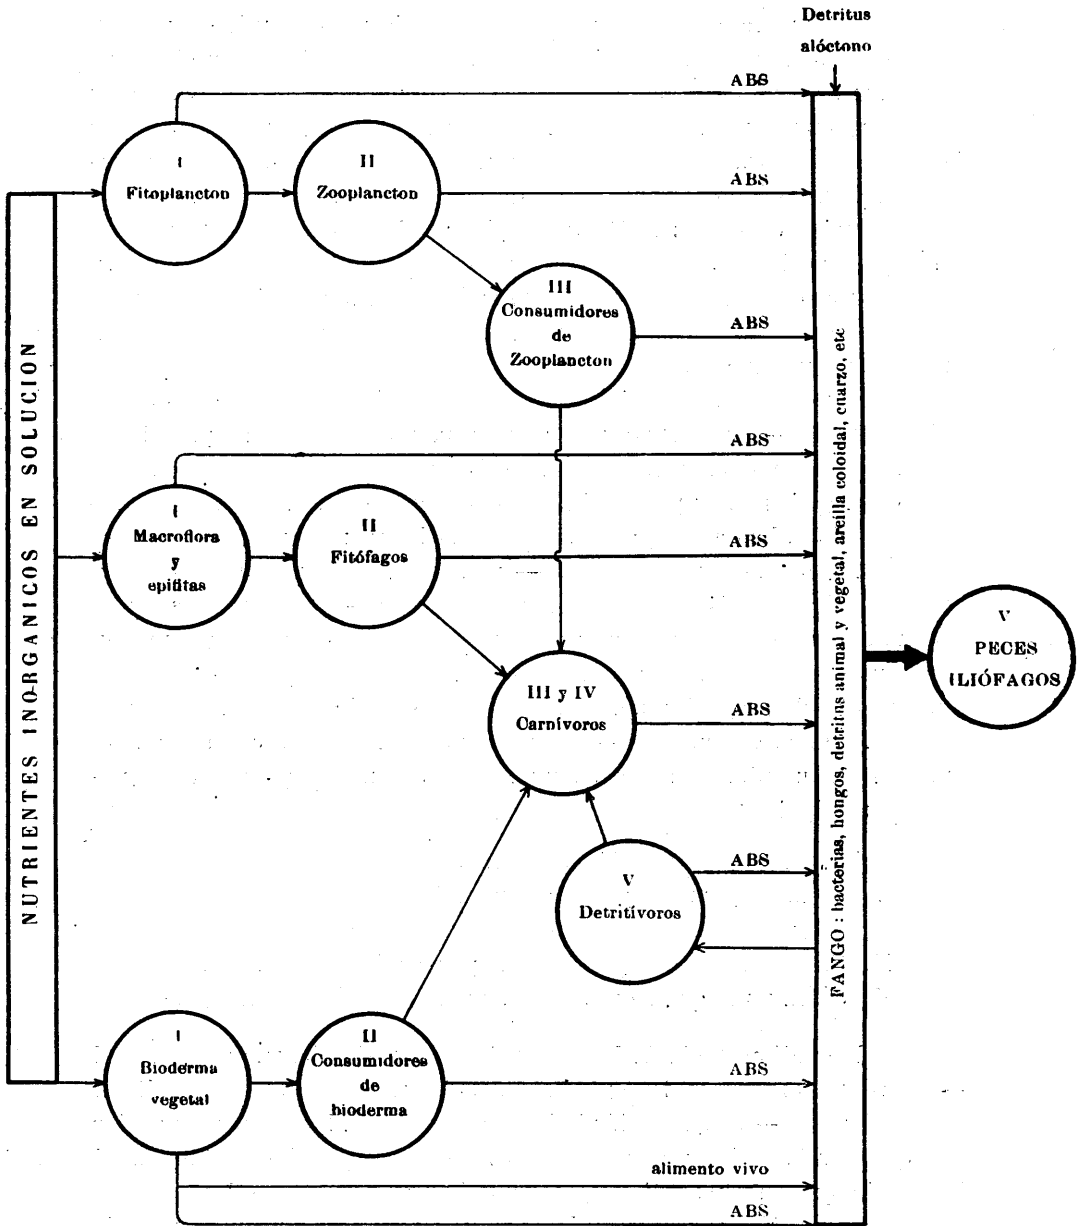 Detritus
alóctono
ABS
I
Fitoplancton
II
Zooplancton
ABS
III
Consumidores
de
Zooplancton
ABS
NUTRIENTES INORGANICOS EN SOLUCION
ABS
I
Macroflora
y
epifitas
II
Fitófagos
ABS
III y IV
Carnívoros
ABS
V
PECES
ILIÓFAGOS
FANGO : bacterias, hongos, detritus animal y vegetal, arcilla coloidal, cuarzo, etc
V
Detritívoros
ABS
I
Bioderma
vegetal
II
Consumidores
de
bioderma
ABS
alimento vivo
ABS